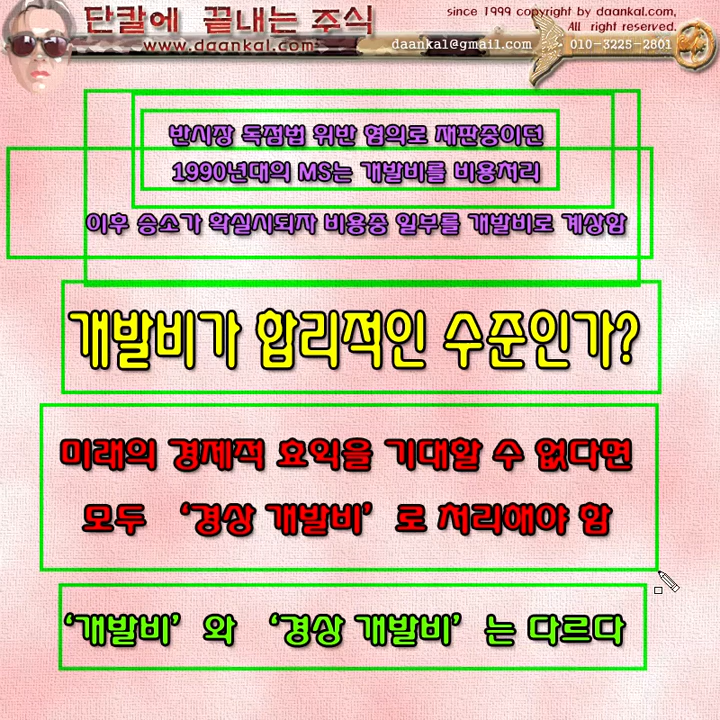 단칼에 끝내는 주식
www.daankal.com
since 1999 copyright by daankal.com,
All right reserved.
daankal@gmail.com
010-3225-2801
반시장 독점법 위반 혐의로 재판중이던
1990년대의 MS는 개발비를 비용처리
이후 승소가 확실시되자 비용중 일부를 개발비로 계상함
개발비가 합리적인 수준인가?
미래의 경제적 효익을 기대할 수 없다면
모두 ‘경상 개발비’로 처리해야 함
‘개발비’와 ‘경상 개발비’는 다르다